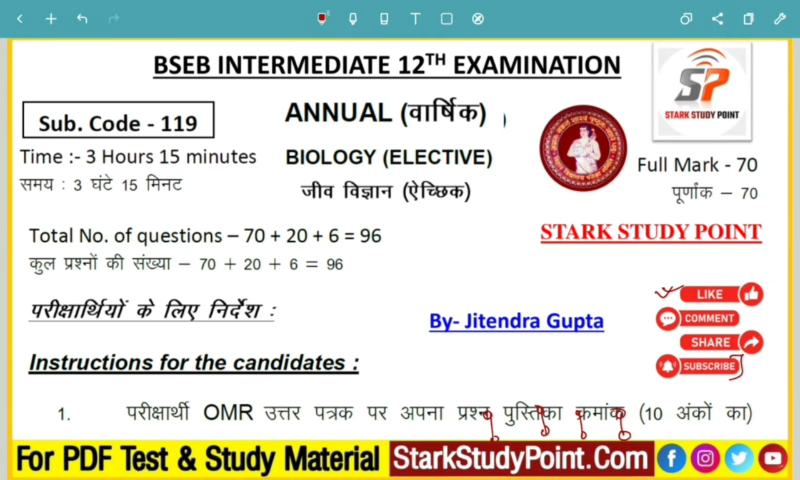 BSEB INTERMEDIATE 12TH EXAMINATION
SP
STARK STUDY POINT
Sub. Code - 119
ANNUAL (वार्षिक)
Time :- 3 Hours 15 minutes
BIOLOGY (ELECTIVE)
Full Mark - 70
समय : 3 घंटे 15 मिनट
जीव विज्ञान (ऐच्छिक)
पूर्णांक – 70
Total No. of questions – 70 + 20 + 6 = 96
STARK STUDY POINT
कुल प्रश्नों की संख्या – 70 + 20 + 6 = 96
परीक्षार्थियों के लिए निर्देश :
By- Jitendra Gupta
LIKE
COMMENT
SHARE
SUBSCRIBE
Instructions for the candidates :
1. परीक्षार्थी OMR उत्तर पत्रक पर अपना प्रश्न पुस्तिका क्रमांक (10 अंकों का)
For PDF Test & Study Material StarkStudyPoint.Com